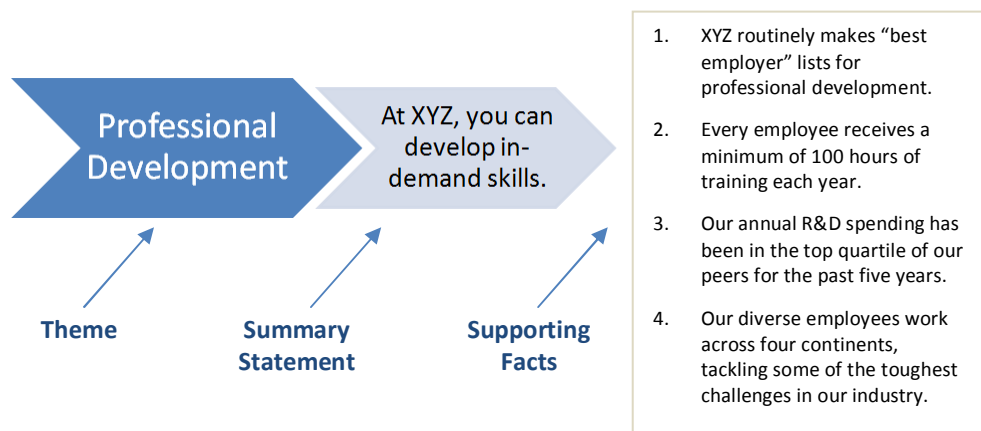 Professional
Development
At XYZ, you can
develop in-
demand skills.
Theme
Summary
Statement
Supporting
Facts
1. XYZ routinely makes “best
employer” lists for
professional development.
2. Every employee receives a
minimum of 100 hours of
training each year.
3. Our annual R&D spending has
been in the top quartile of our
peers for the past five years.
4. Our diverse employees work
across four continents,
tackling some of the toughest
challenges in our industry.